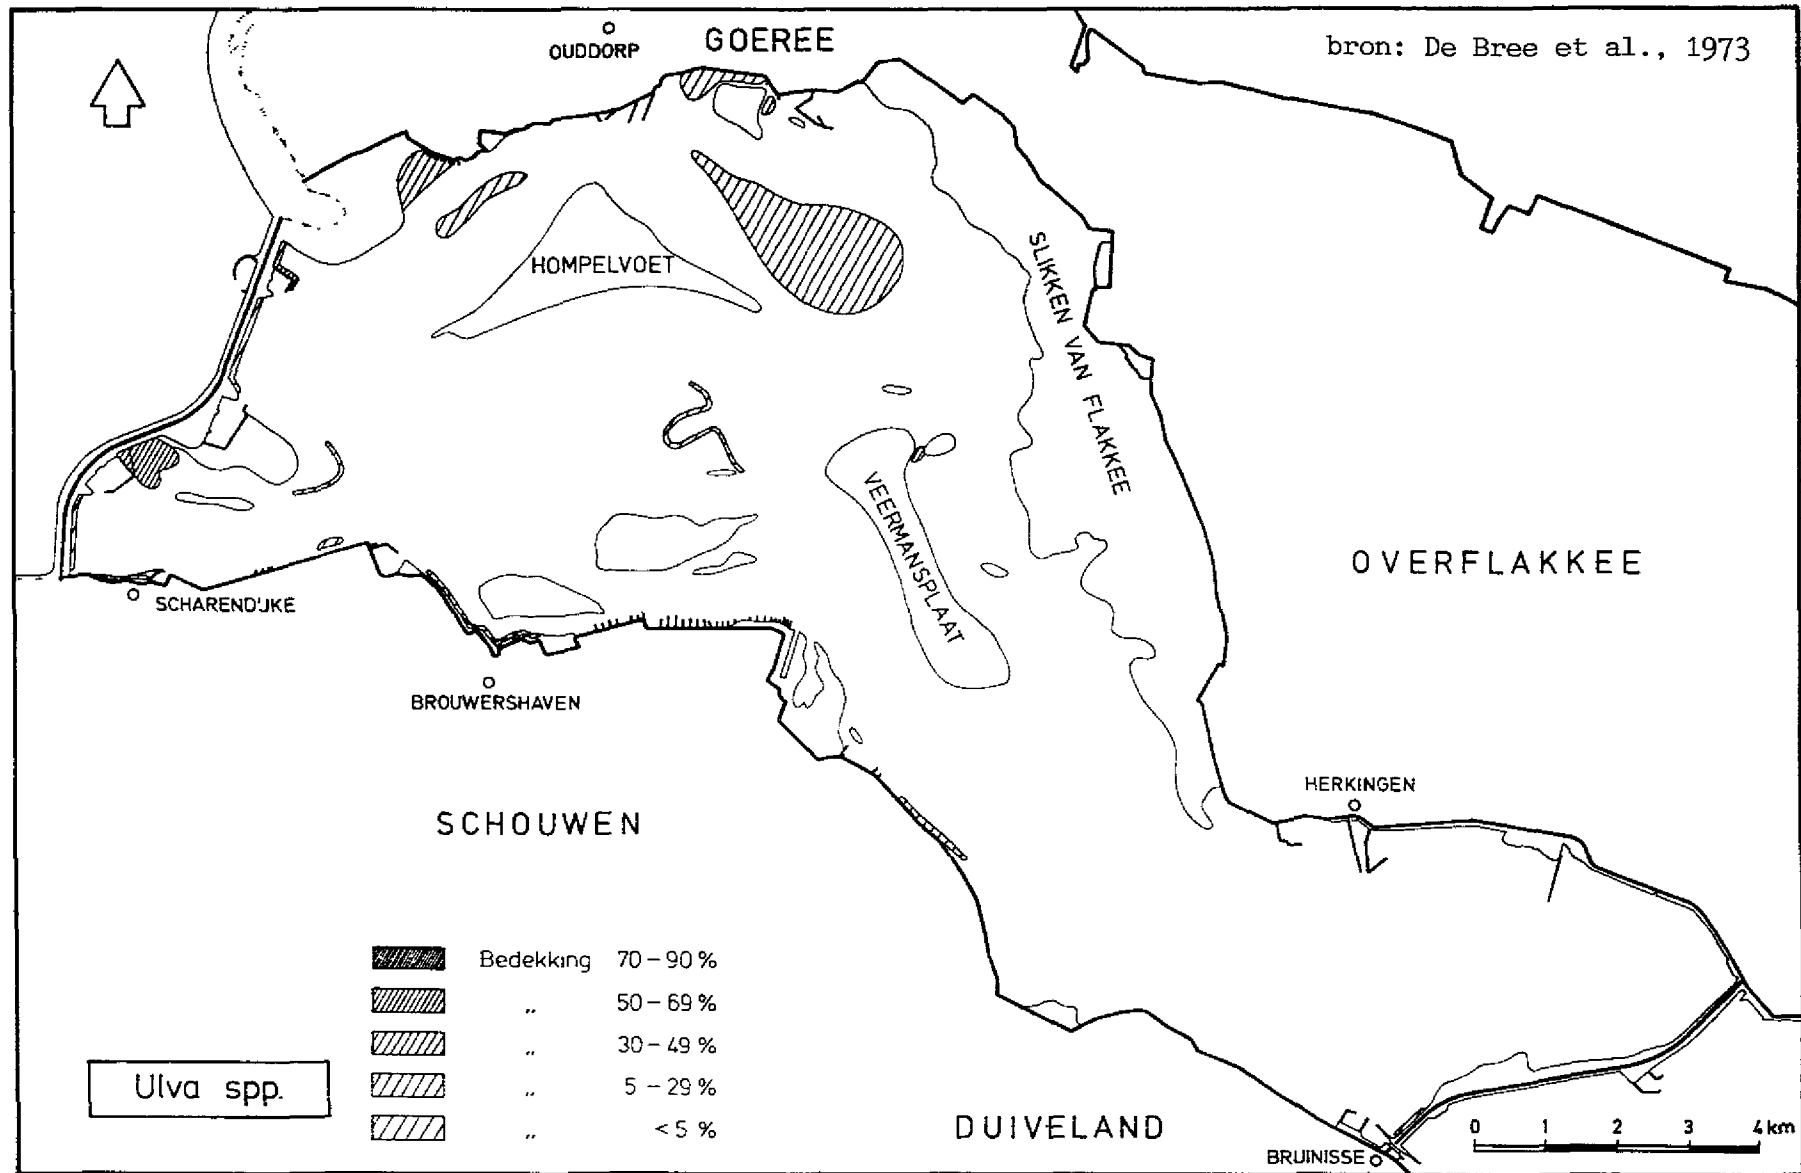 OUDDORP
GOEREE
bron: De Bree et al., 1973
HOMPELVOET
SLIKKEN VAN FLAKKEE
VEERMANSPLAAT
OVERFLAKKEE
SCHARENDIJKE
BROUWERSHAVEN
HERKINGEN
SCHOUWEN
Bedekking 70 – 90 %
„ 50 – 69 %
„ 30 – 49 %
„ 5 – 29 %
„ < 5 %
Ulva spp.
DUIVELAND
BRUINISSE
0 1 2 3 4 km